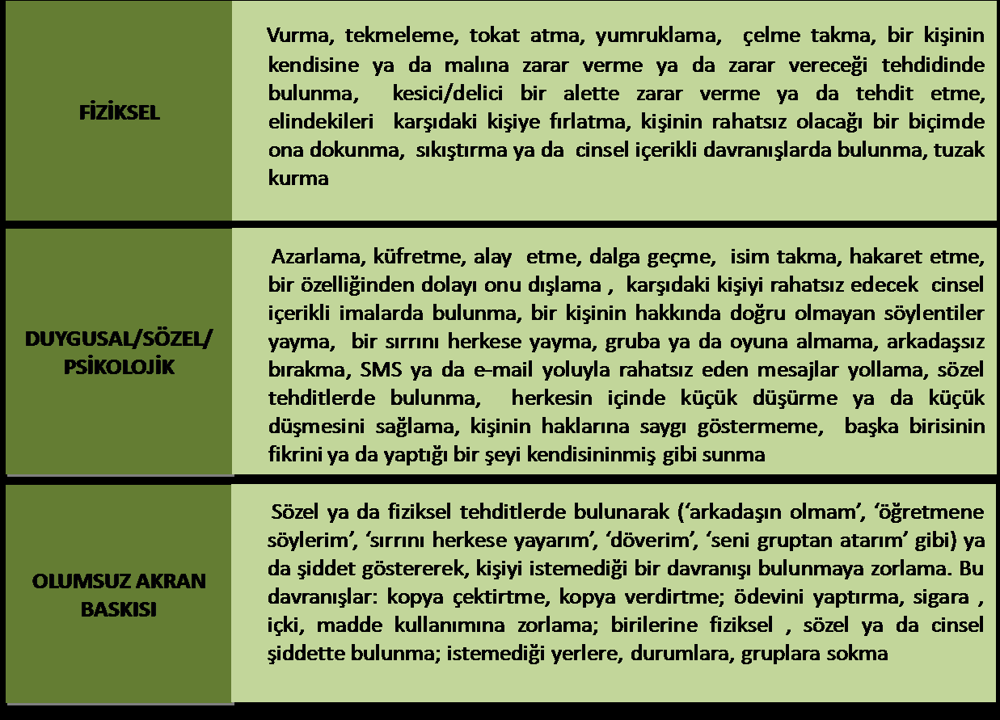 FİZİKSEL
Vurma, tekmeleme, tokat atma, yumruklama, çelme takma, bir kişinin
kendisine ya da malına zarar verme ya da zarar vereceği tehdidinde
bulunma, kesici/delici bir alette zarar verme ya da tehdit etme,
elindekileri karşıdaki kişiye fırlatma, kişinin rahatsız olacağı bir biçimde
ona dokunma, sıkıştırma ya da cinsel içerikli davranışlarda bulunma, tuzak
kurma
DUYGUSAL/SÖZEL/
PSİKOLOJİK
Azarlama, küfretme, alay etme, dalga geçme, isim takma, hakaret etme,
bir özelliğinden dolayı onu dışlama , karşıdaki kişiyi rahatsız edecek cinsel
içerikli imalarda bulunma, bir kişinin hakkında doğru olmayan söylentiler
yayma, bir sırrını herkese yayma, gruba ya da oyuna almama, arkadaşsız
bırakma, SMS ya da e-mail yoluyla rahatsız eden mesajlar yollama, sözel
tehditlerde bulunma, herkesin içinde küçük düşürme ya da küçük
düşmesini sağlama, kişinin haklarına saygı göstermeme, başka birisinin
fikrini ya da yaptığı bir şeyi kendisininmiş gibi sunma
OLUMSUZ AKRAN
BASKISI
Sözel ya da fiziksel tehditlerde bulunarak (‘arkadaşın olmam’, ‘öğretmene
söylerim’, ‘sırrını herkese yayarım’, ‘döverim’, ‘seni gruptan atarım’ gibi) ya
da şiddet göstererek, kişiyi istemediği bir davranışı bulunmaya zorlama. Bu
davranışlar: kopya çektirtme, kopya verdirtme; ödevini yaptırma, sigara ,
içki, madde kullanımına zorlama; birilerine fiziksel , sözel ya da cinsel
şiddette bulunma; istemediği yerlere, durumlara, gruplara sokma